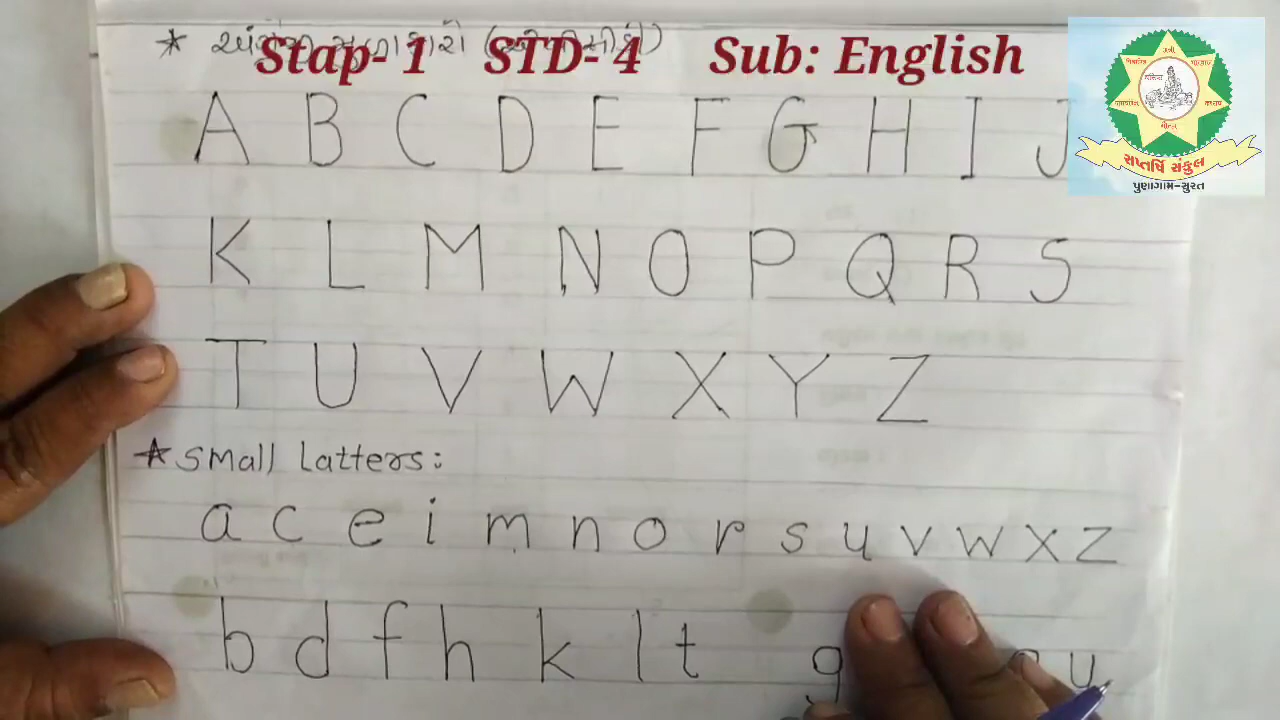 Stap- 1 STD- 4 Sub: English
A B C D E F G H I J
K L M N O P Q R S
T U V W X Y Z
★ Small Latters:
a c e i m n o r s u v w x z
b d f h k l t g
સપ્તર્ષિ સંકુલ
પુણાગામ-સુરત